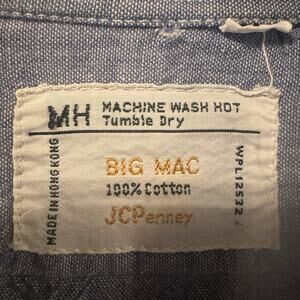 MH MACHINE WASH HOT
Tumble Dry
MADE IN HONG KONG
BIG MAC
100% Cotton
JCPenney
WPL12532